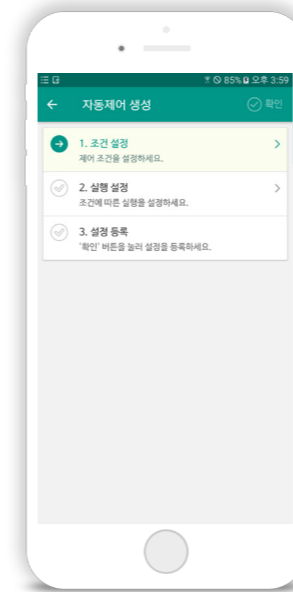 85% 오후 3:59
자동제어 생성
확인
1. 조건 설정
제어 조건을 설정하세요.
2. 실행 설정
조건에 따른 실행을 설정하세요.
3. 설정 등록
'확인' 버튼을 눌러 설정을 등록하세요.